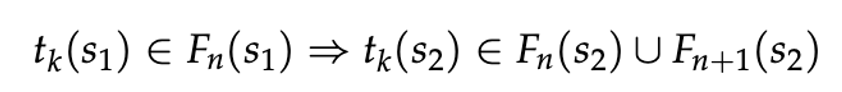 t_k(s_1) ∈ F_n(s_1) ⇒ t_k(s_2) ∈ F_n(s_2) ∪ F_{n+1}(s_2)